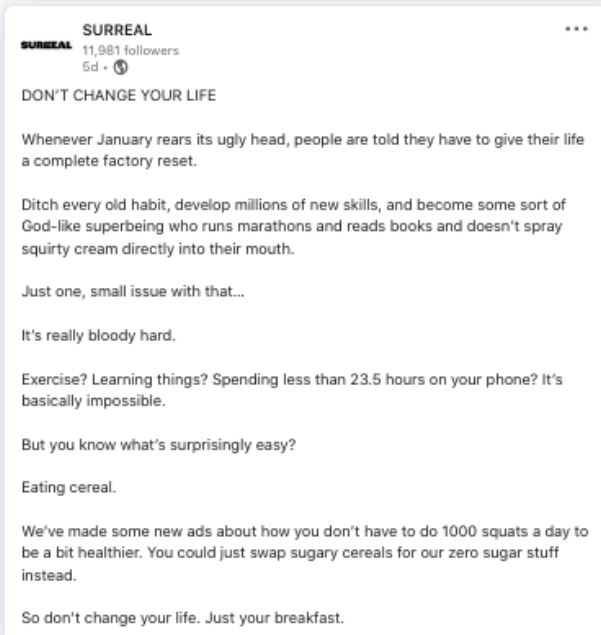 SURREAL
SURREAL
11,981 followers
5d •
DON'T CHANGE YOUR LIFE
Whenever January rears its ugly head, people are told they have to give their life
a complete factory reset.
Ditch every old habit, develop millions of new skills, and become some sort of
God-like superbeing who runs marathons and reads books and doesn't spray
squirty cream directly into their mouth.
Just one, small issue with that...
It's really bloody hard.
Exercise? Learning things? Spending less than 23.5 hours on your phone? It's
basically impossible.
But you know what's surprisingly easy?
Eating cereal.
We've made some new ads about how you don't have to do 1000 squats a day to
be a bit healthier. You could just swap sugary cereals for our zero sugar stuff
instead.
So don't change your life. Just your breakfast.